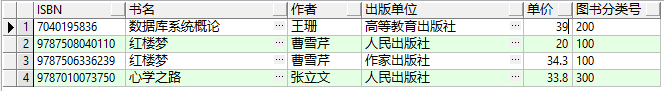 ISBN 书名 作者 出版单位 单价 图书分类号
1 7040195836 数据库系统概论 ... 王珊 高等教育出版社 ... 39 200
2 9787508040110 红楼梦 ... 曹雪芹 人民出版社 ... 20 100
3 9787506336239 红楼梦 ... 曹雪芹 作家出版社 ... 34.3 100
4 9787010073750 心学之路 ... 张立文 人民出版社 ... 33.8 300